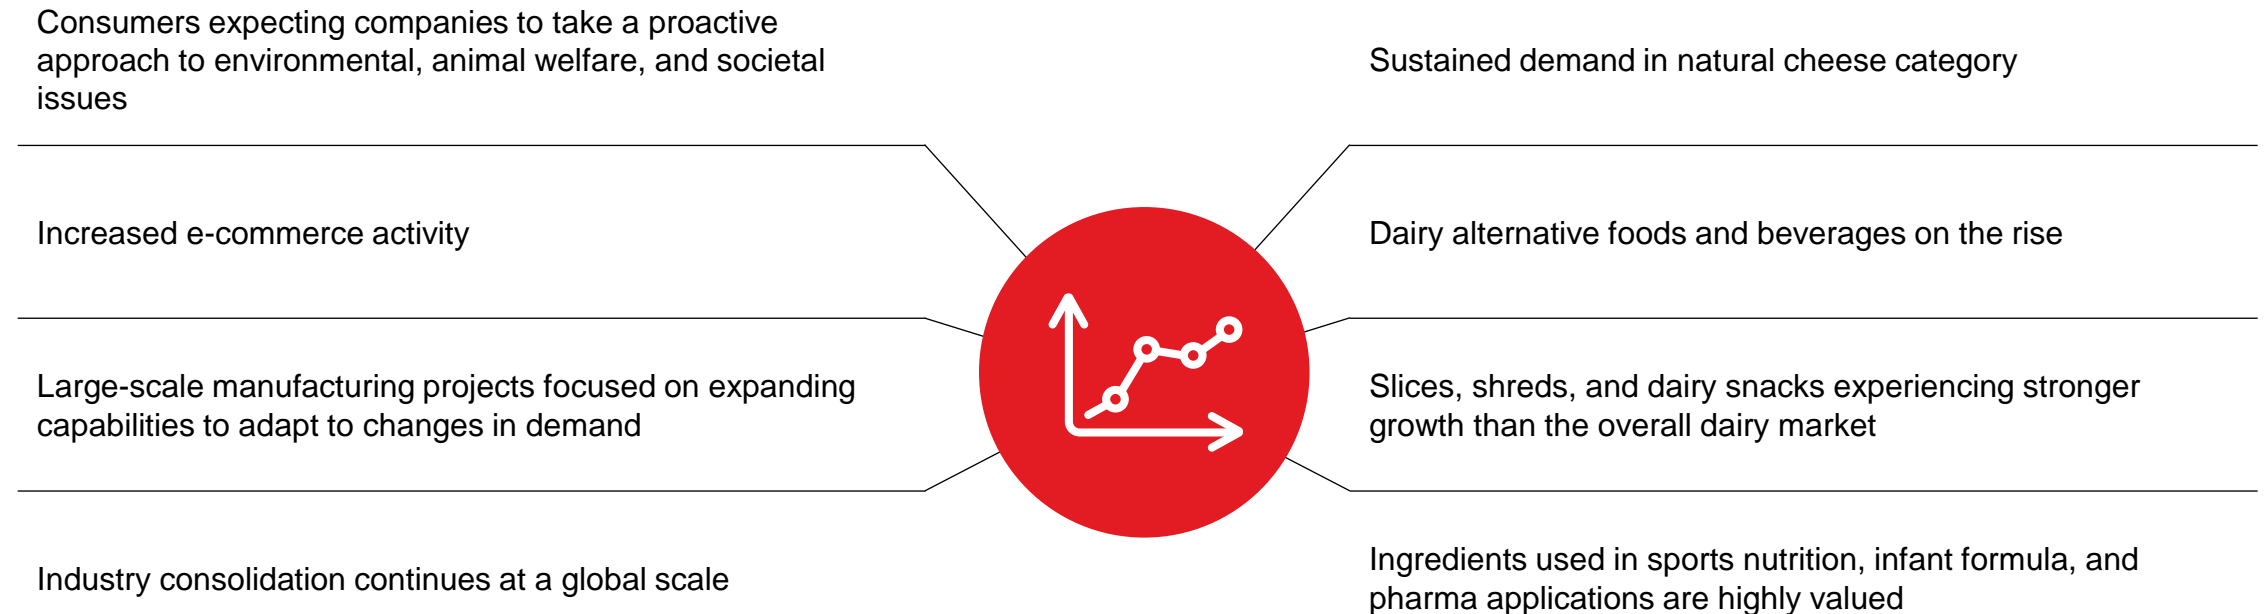 Consumers expecting companies to take a proactive
approach to environmental, animal welfare, and societal
issues
Increased e-commerce activity
Large-scale manufacturing projects focused on expanding
capabilities to adapt to changes in demand
Industry consolidation continues at a global scale
Sustained demand in natural cheese category
Dairy alternative foods and beverages on the rise
Slices, shreds, and dairy snacks experiencing stronger
growth than the overall dairy market
Ingredients used in sports nutrition, infant formula, and
pharma applications are highly valued